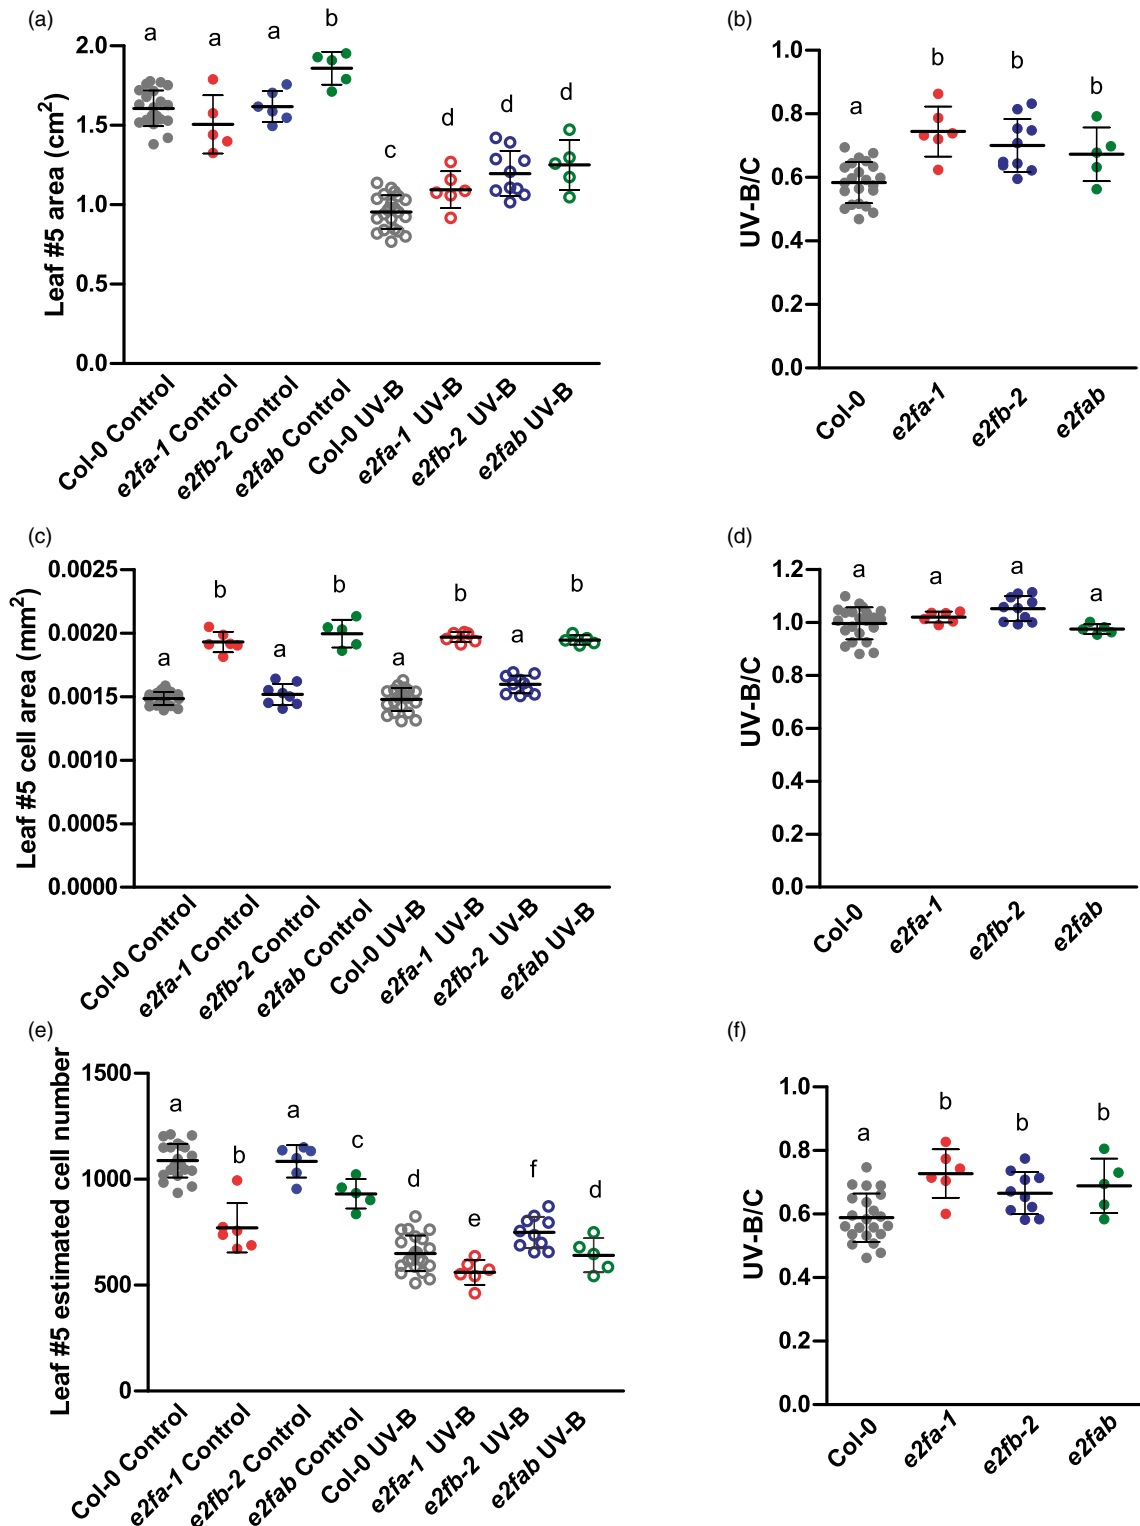 (a)
Leaf #5 area (cm²)
2.0
1.5
1.0
0.5
0.0
a
a
a
b
c
d
d
d
Col-0 Control
e2fa-1 Control
e2fb-2 Control
e2fab Control
Col-0 UV-B
e2fa-1 UV-B
e2fb-2 UV-B
e2fab UV-B
(b)
UV-B/C
1.0
0.8
0.6
0.4
0.2
0.0
a
b
b
b
Col-0
e2fa-1
e2fb-2
e2fab
(c)
Leaf #5 cell area (mm²)
0.0025
0.0020
0.0015
0.0010
0.0005
0.0000
a
b
a
b
a
b
a
b
Col-0 Control
e2fa-1 Control
e2fb-2 Control
e2fab Control
Col-0 UV-B
e2fa-1 UV-B
e2fb-2 UV-B
e2fab UV-B
(d)
UV-B/C
1.2
1.0
0.8
0.6
0.4
0.2
0.0
a
a
a
a
Col-0
e2fa-1
e2fb-2
e2fab
(e)
Leaf #5 estimated cell number
1500
1000
500
0
a
b
a
c
d
e
f
d
Col-0 Control
e2fa-1 Control
e2fb-2 Control
e2fab Control
Col-0 UV-B
e2fa-1 UV-B
e2fb-2 UV-B
e2fab UV-B
(f)
UV-B/C
1.0
0.8
0.6
0.4
0.2
0.0
a
b
b
b
Col-0
e2fa-1
e2fb-2
e2fab